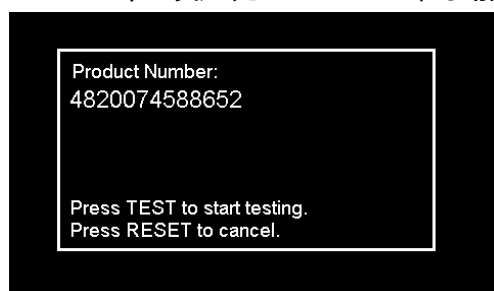 Product Number:
4820074588652
Press TEST to start testing.
Press RESET to cancel.